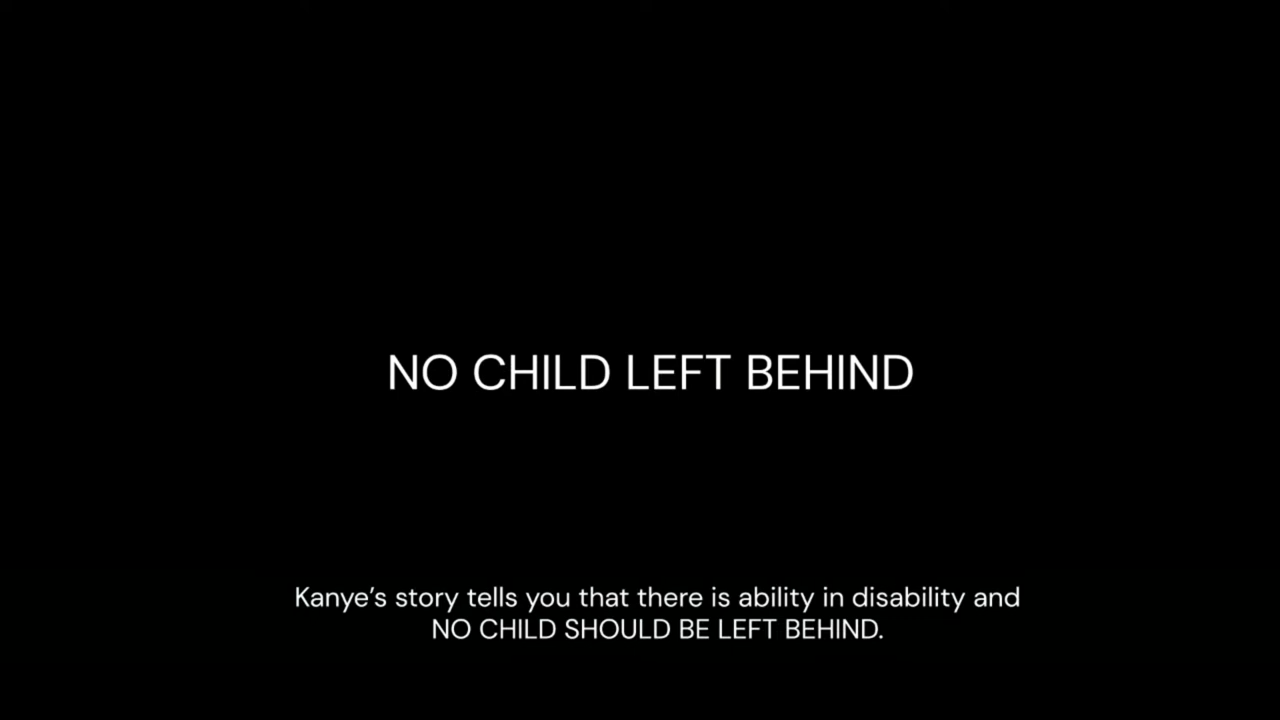 NO CHILD LEFT BEHIND
Kanye’s story tells you that there is ability in disability and
NO CHILD SHOULD BE LEFT BEHIND.